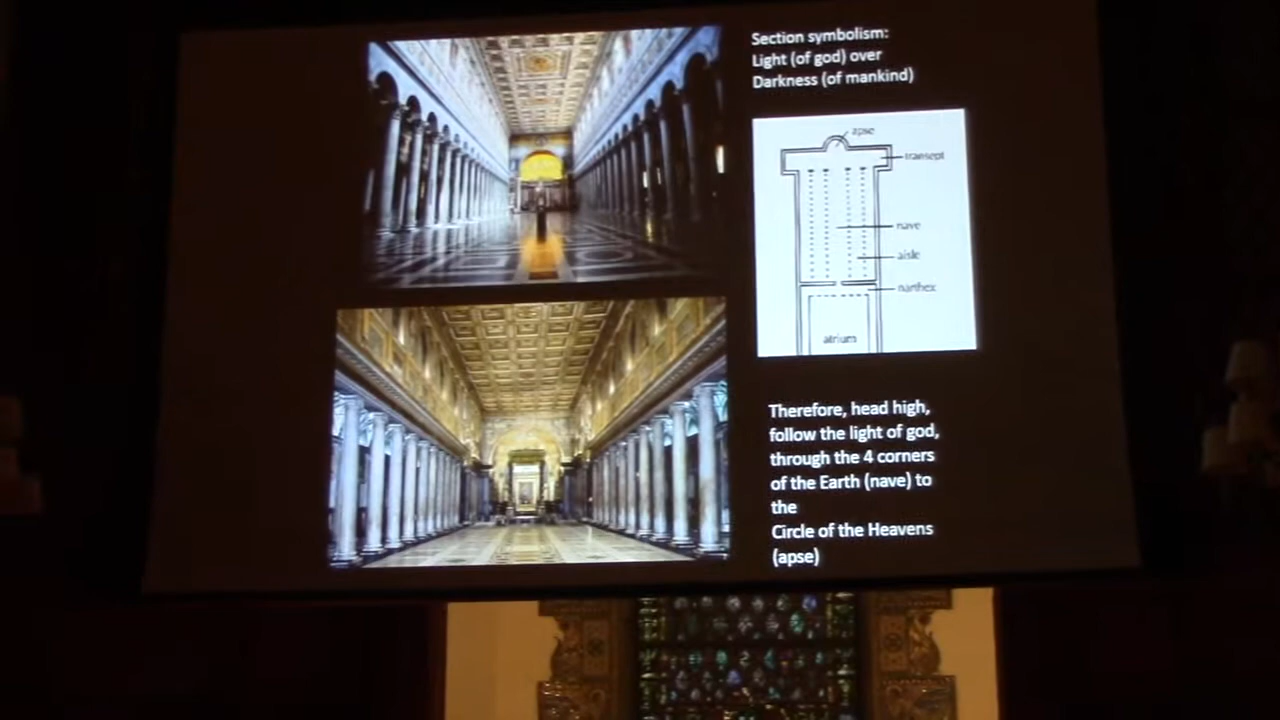 Section symbolism:
Light (of god) over
Darkness (of mankind)
apse
transept
nave
aisle
narthex
atrium
Therefore, head high,
follow the light of god,
through the 4 corners
of the Earth (nave) to
the
Circle of the Heavens
(apse)